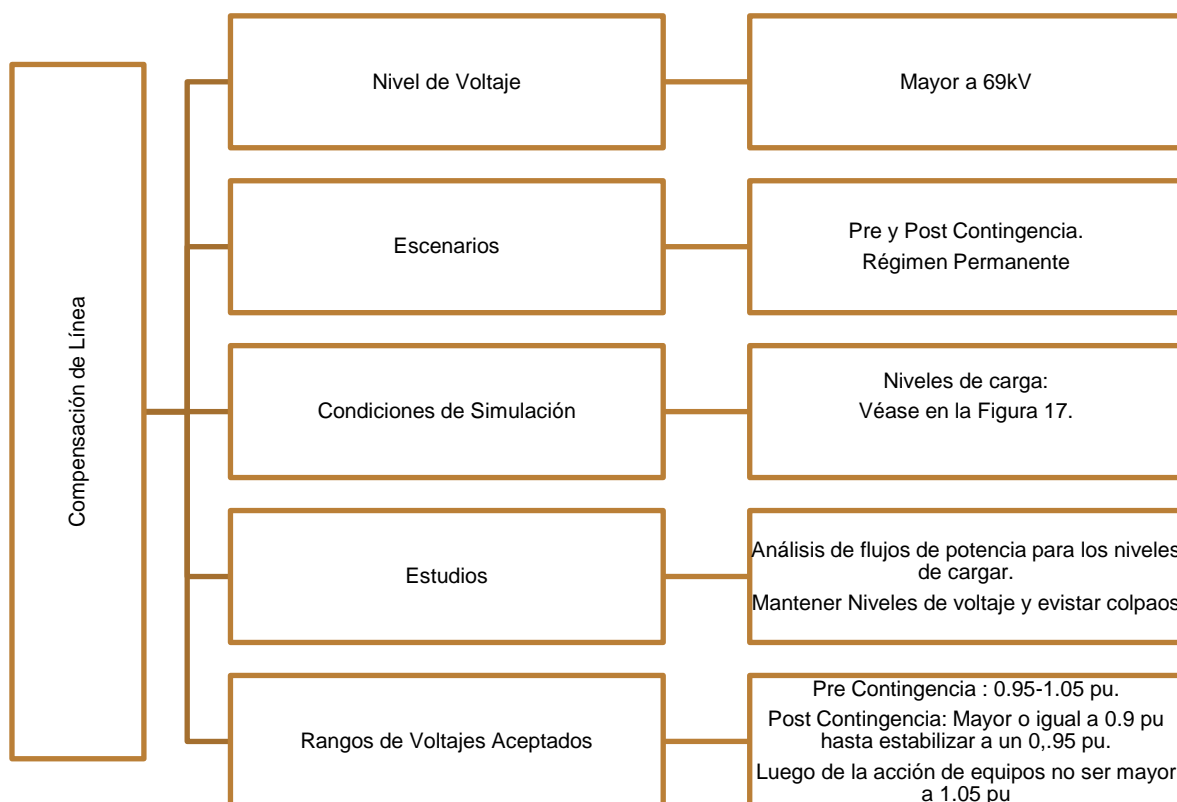 Compensación de Línea
Nivel de Voltaje
Mayor a 69kV
Escenarios
Pre y Post Contingencia.
Régimen Permanente
Condiciones de Simulación
Niveles de carga:
Véase en la Figura 17.
Estudios
Análisis de flujos de potencia para los niveles
de cargar.
Mantener Niveles de voltaje y evistar colpaos
Rangos de Voltajes Aceptados
Pre Contingencia : 0.95-1.05 pu.
Post Contingencia: Mayor o igual a 0.9 pu
hasta estabilizar a un 0,.95 pu.
Luego de la acción de equipos no ser mayor
a 1.05 pu